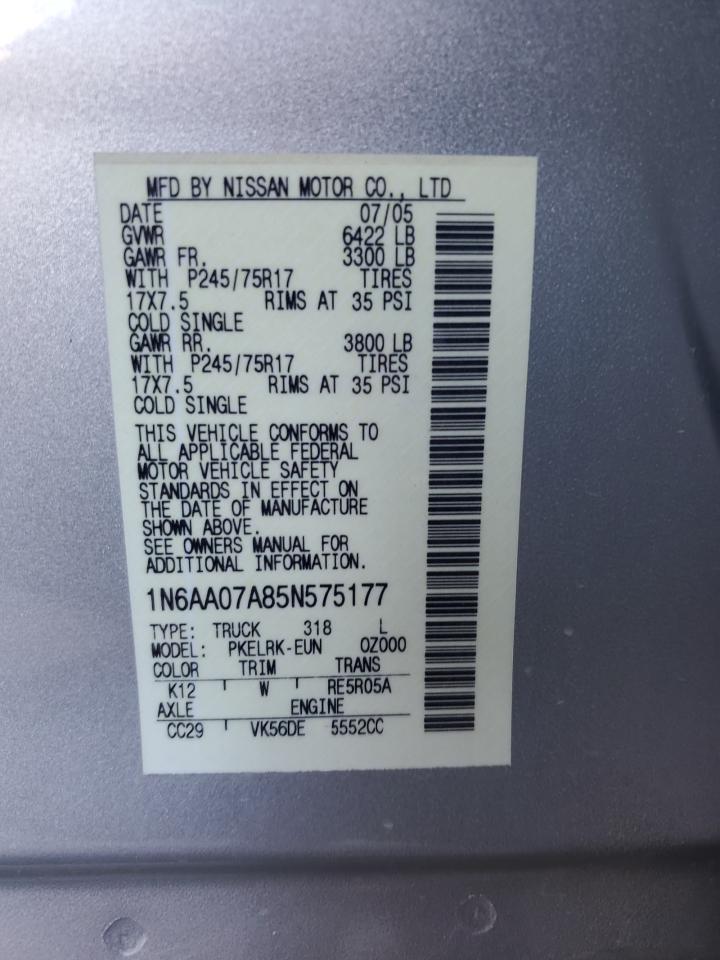 MFD BY NISSAN MOTOR CO., LTD
DATE 07/05
GVWR 6422 LB
GAWR FR. 3300 LB
WITH P245/75R17 TIRES
17X7.5 RIMS AT 35 PSI
COLD SINGLE
GAWR RR. 3800 LB
WITH P245/75R17 TIRES
17X7.5 RIMS AT 35 PSI
COLD SINGLE
THIS VEHICLE CONFORMS TO
ALL APPLICABLE FEDERAL
MOTOR VEHICLE SAFETY
STANDARDS IN EFFECT ON
THE DATE OF MANUFACTURE
SHOWN ABOVE.
SEE OWNERS MANUAL FOR
ADDITIONAL INFORMATION.
1N6AA07A85N575177
TYPE: TRUCK 318 L
MODEL: PKELRK-EUN 0Z000
COLOR TRIM TRANS
K12 W RE5R05A
AXLE ENGINE
CC29 VK56DE 5552CC